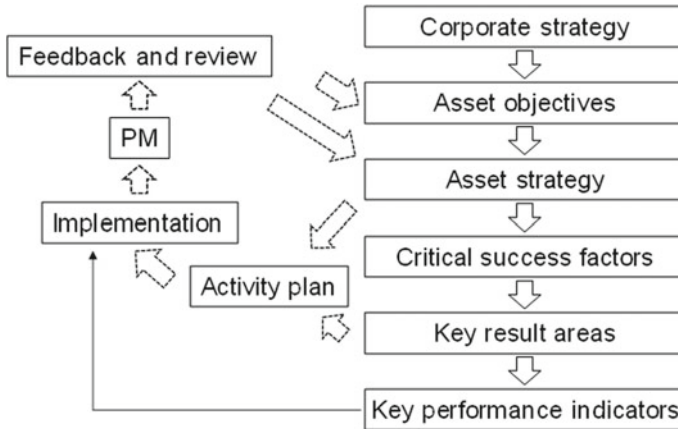 Corporate strategy
Feedback and review
Asset objectives
PM
Asset strategy
Implementation
Critical success factors
Activity plan
Key result areas
Key performance indicators